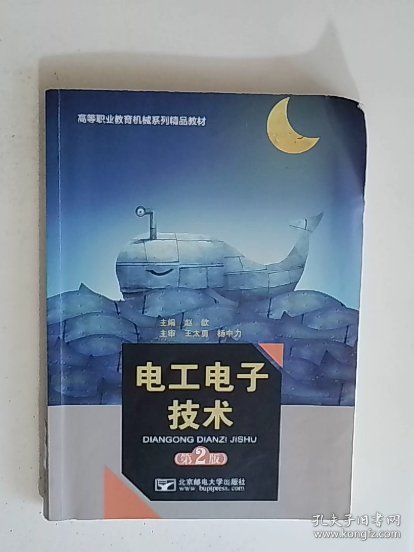 高等职业教育机械系列精品教材
主编 赵 歆
主审 王木勇 杨中力
电工电子
技术
DIANGONG DIANZI JISHU
第2版
北京邮电大学出版社
www.buptpress.com
孔夫子旧书网
www.kongfz.com